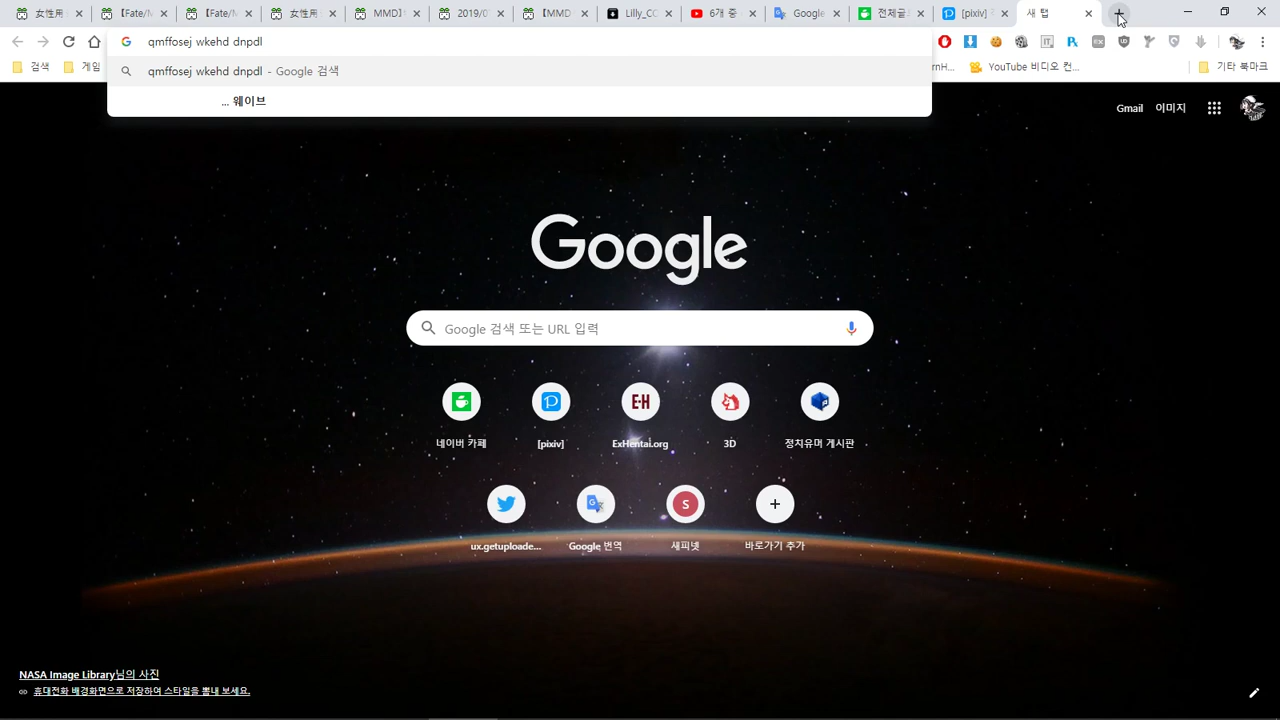 女性用
【Fate/M
【Fate/M
女性用
MMD】
2019/0
【MMD
Lilly_CC
6개 중
Google
전체글
[pixiv]
새 탭
qmffosej wkehd dnpdl
검색
게임
YouTube 비디오 컨...
기타 북마크
qmffosej wkehd dnpdl - Google 검색
... 웨이브
Gmail 이미지
Google
Google 검색 또는 URL 입력
네이버 카페 [pixiv] ExHentai.org 3D 정치유머 게시판
S
ux.getuploade... Google 번역 새피넷 바로가기 추가
NASA Image Library님의 사진
휴대전화 배경화면으로 저장하여 스타일을 뽐내 보세요.